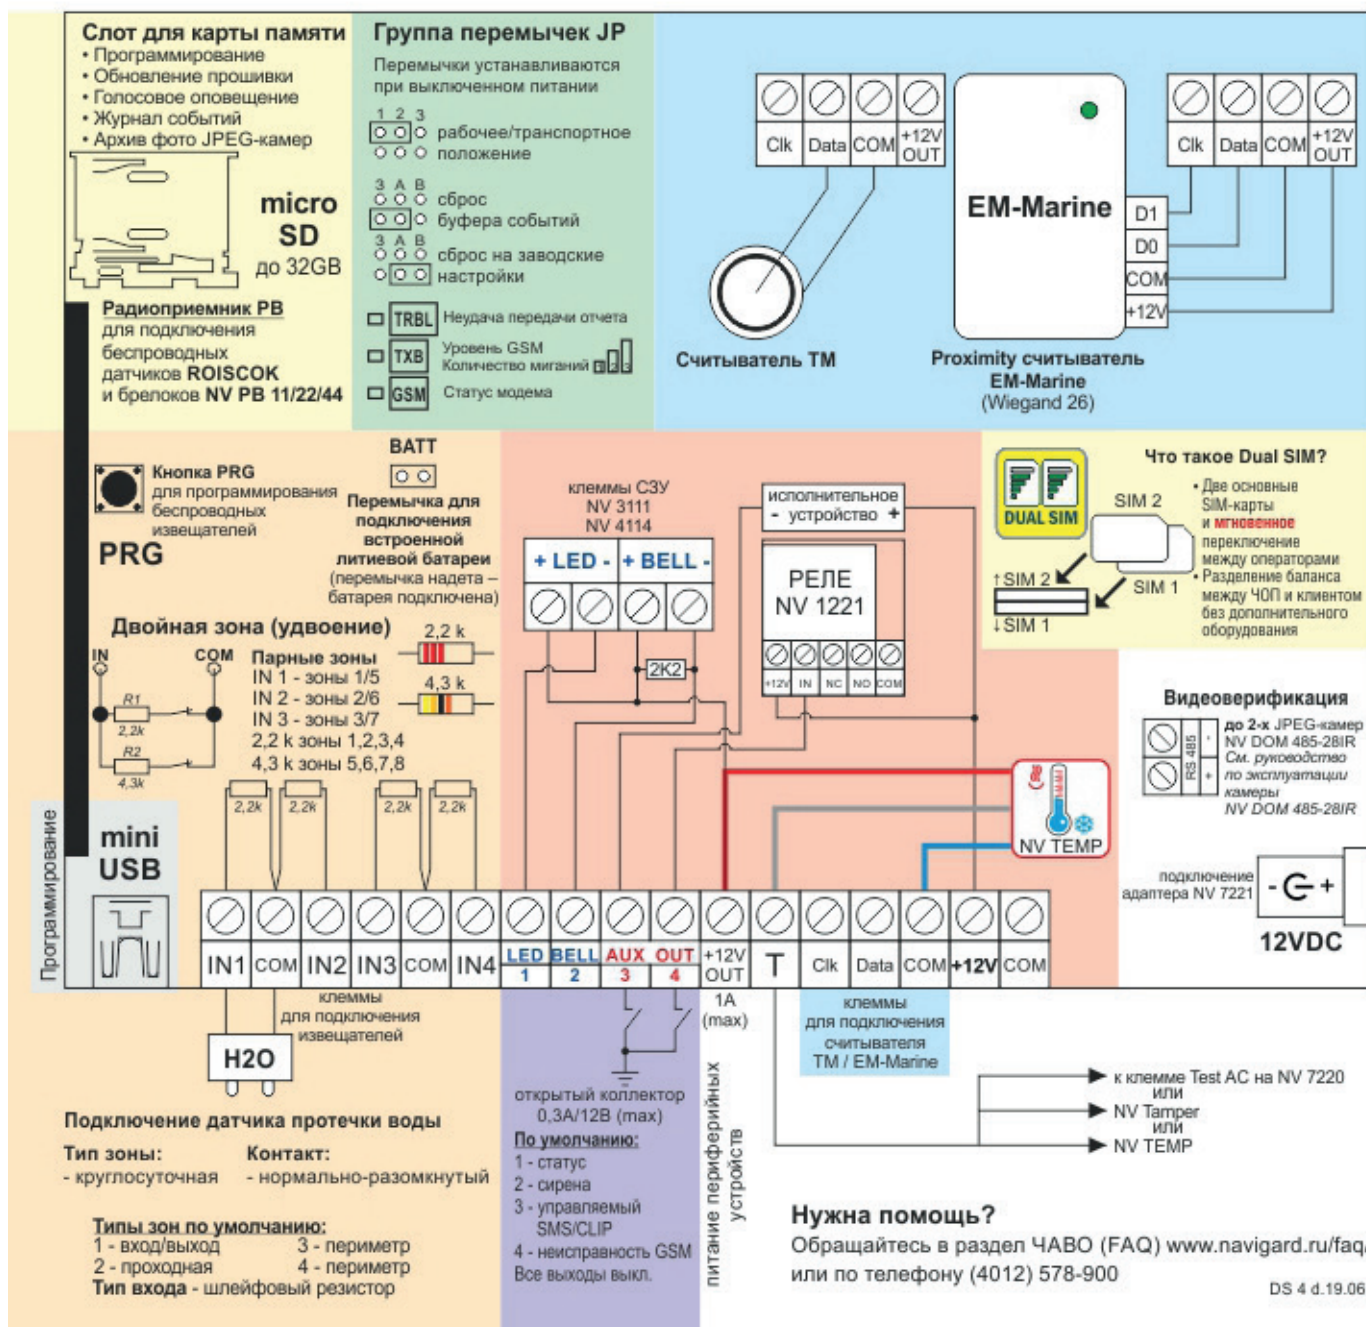 Слот для карты памяти
• Программирование
• Обновление прошивки
• Голосовое оповещение
• Журнал событий
• Архив фото JPEG-камер
micro
SD
до 32GB
Радиоприемник РВ
для подключения
беспроводных
датчиков ROISCOK
и брелоков NV PB 11/22/44
Группа перемычек JP
Перемычки устанавливаются
при выключенном питании
1 2 3
рабочее/транспортное
положение
3 A B
сброс
буфера событий
3 A B
сброс на заводские
настройки
TRBL Неудача передачи отчета
TXB Уровень GSM
Количество миганий 1 2 3
GSM Статус модема
Clk Data COM +12V
OUT
Считыватель ТМ
EM-Marine
D1
D0
COM
+12V
Clk Data COM +12V
OUT
Proximity считыватель
EM-Marine
(Wiegand 26)
Кнопка PRG
для программирования
беспроводных
извещателей
PRG
BATT
Перемычка для
подключения
встроенной
литиевой батареи
(перемычка надета –
батарея подключена)
Двойная зона (удвоение)
IN COM
R1
2,2k
R2
4,3k
Парные зоны
IN 1 - зоны 1/5
IN 2 - зоны 2/6
IN 3 - зоны 3/7
2,2 k зоны 1,2,3,4
4,3 k зоны 5,6,7,8
2,2 k
4,3 k
2,2k 2,2k 2,2k 2,2k
клеммы СЗУ
NV 3111
NV 4114
+ LED - + BELL -
2K2
исполнительное
- устройство +
РЕЛЕ
NV 1221
+12V IN NC NO COM
NV TEMP
DUAL SIM
Что такое Dual SIM?
• Две основные
SIM-карты
и мгновенное
переключение
между операторами
• Разделение баланса
между ЧОП и клиентом
без дополнительного
оборудования
SIM 2
SIM 1
↑SIM 2
↓SIM 1
Видеоверификация
RS 485
-
+
до 2-х JPEG-камер
NV DOM 485-28IR
См. руководство
по эксплуатации
камеры
NV DOM 485-28IR
подключение
адаптера NV 7221
- +
12VDC
Программирование
mini
USB
IN1 COM IN2 IN3 COM IN4 LED 1 BELL 2 AUX 3 OUT 4 +12V OUT T Clk Data COM +12V COM
клеммы
для подключения
извещателей
H2O
Подключение датчика протечки воды
Тип зоны: Контакт:
- круглосуточная - нормально-разомкнутый
Типы зон по умолчанию:
1 - вход/выход 3 - периметр
2 - проходная 4 - периметр
Тип входа - шлейфовый резистор
открытый коллектор
0,3А/12В (max)
По умолчанию:
1 - статус
2 - сирена
3 - управляемый
SMS/CLIP
4 - неисправность GSM
Все выходы выкл.
1A
(max)
питание периферийных
устройств
клеммы
для подключения
считывателя
TM / EM-Marine
к клемме Test AC на NV 7220
или
NV Tamper
или
NV TEMP
Нужна помощь?
Обращайтесь в раздел ЧАВО (FAQ) www.navigard.ru/faq/
или по телефону (4012) 578-900
DS 4 d.19.06